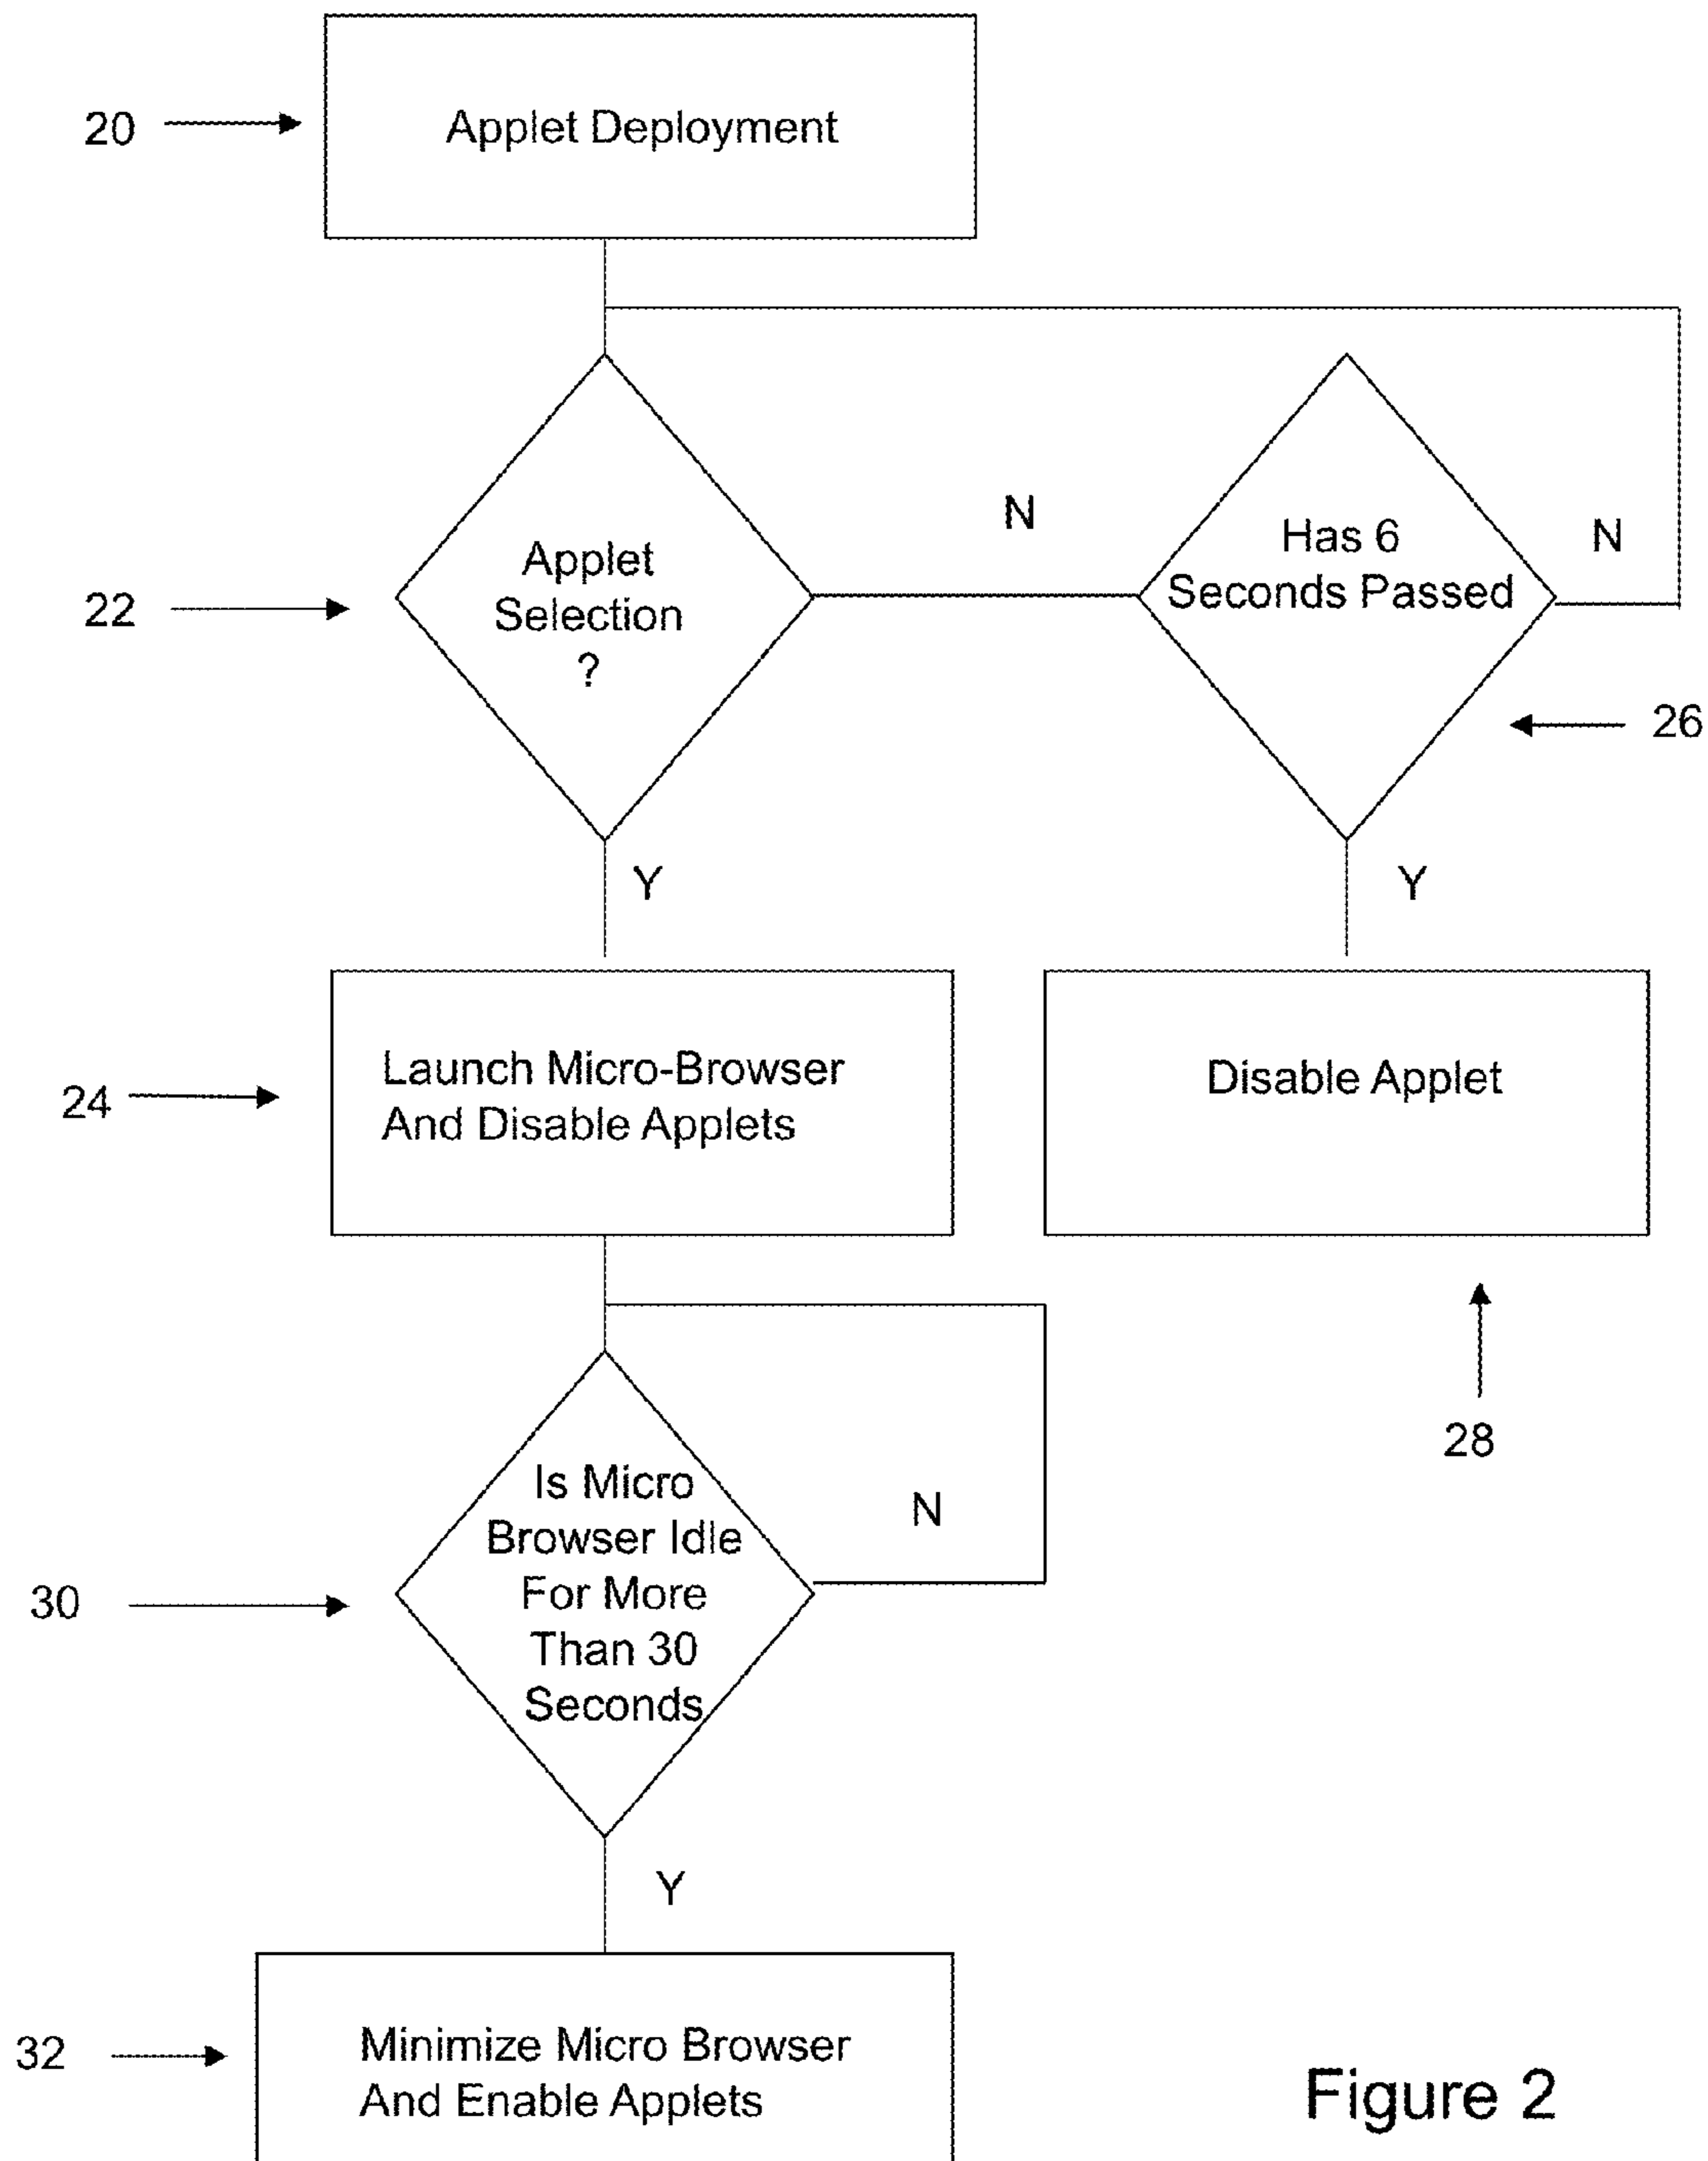 20
Applet Deployment
22
Applet
Selection
?
N
Has 6
Seconds Passed
N
26
Y
Y
24
Launch Micro-Browser
And Disable Applets
Disable Applet
28
30
Is Micro
Browser Idle
For More
Than 30
Seconds
N
Y
32
Minimize Micro Browser
And Enable Applets
Figure 2